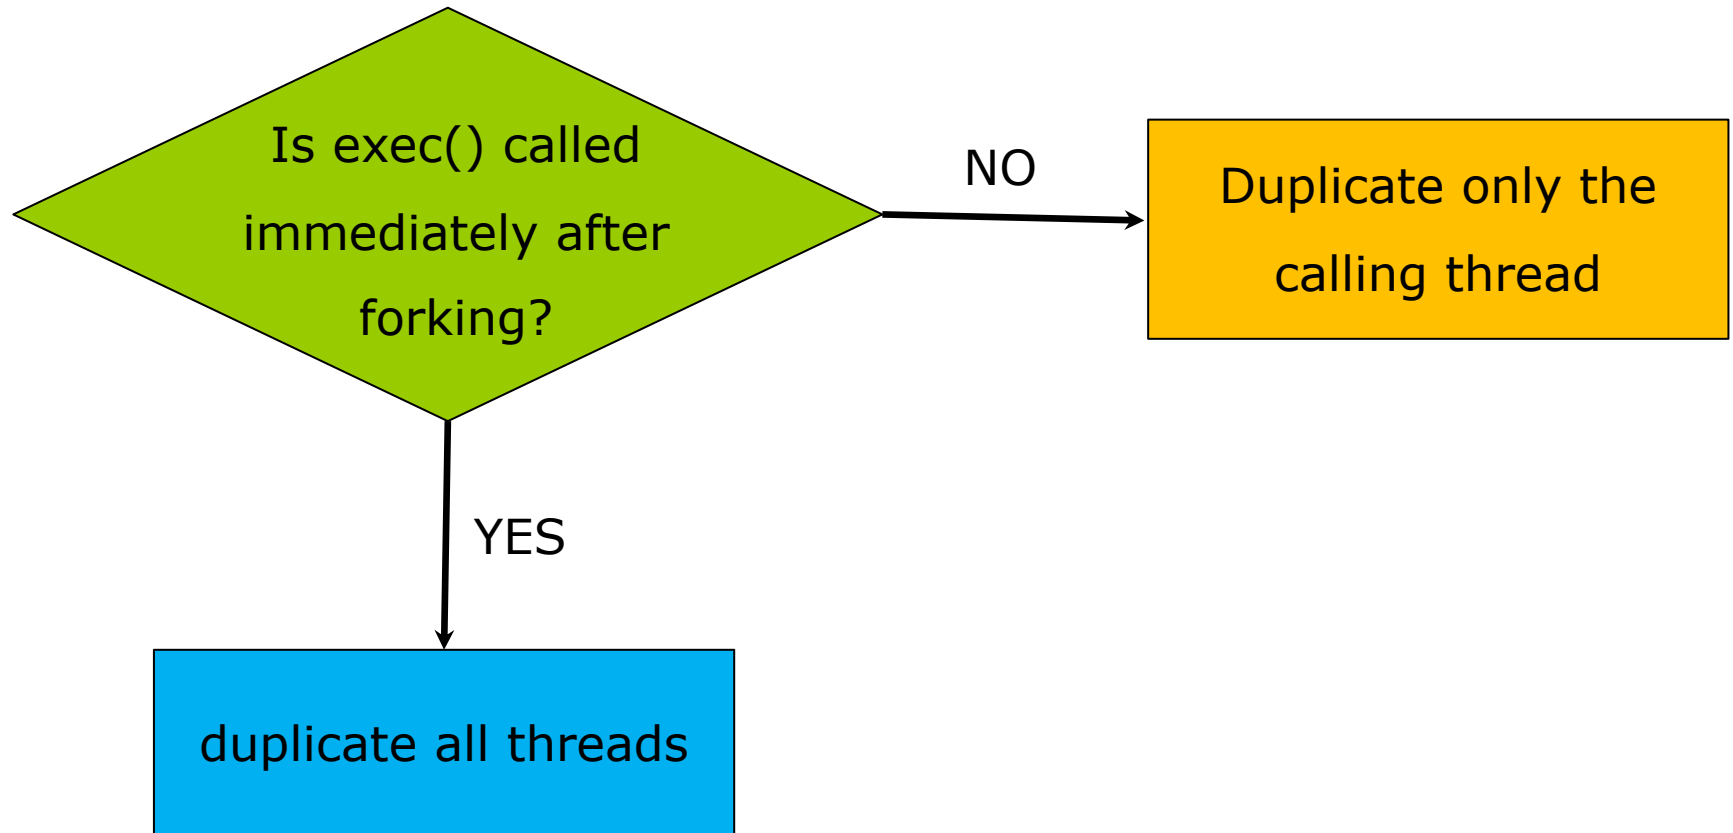 Is exec() called
immediately after
forking?
NO
Duplicate only the
calling thread
YES
duplicate all threads